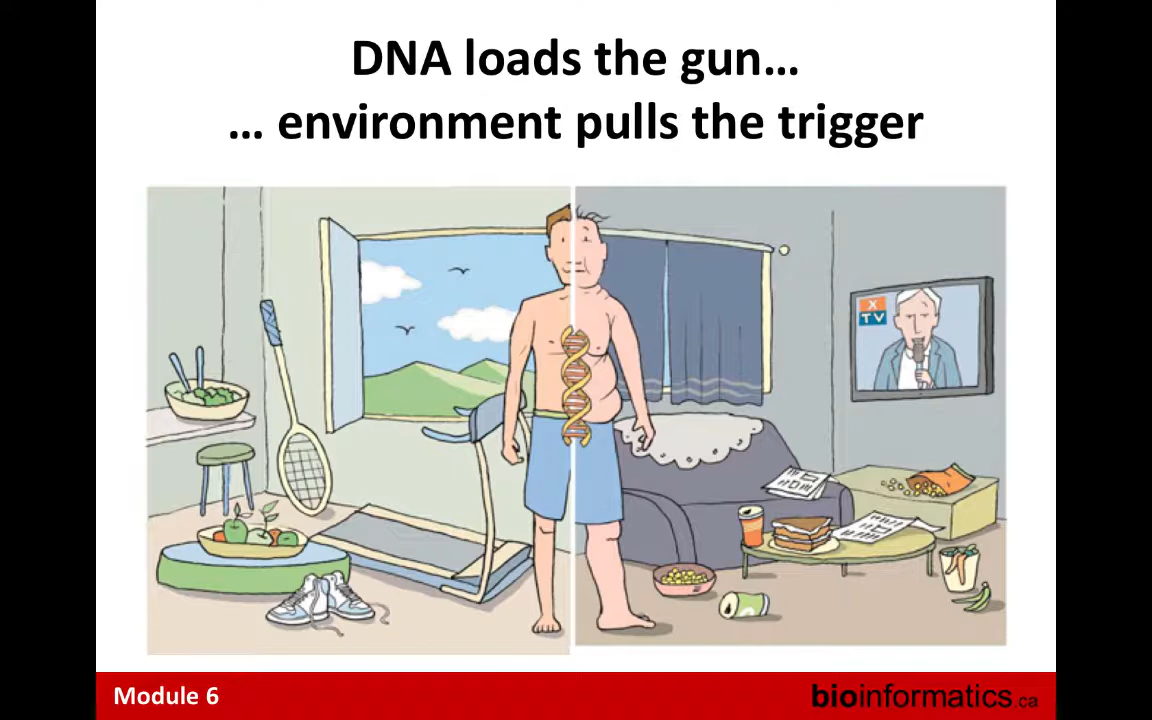 DNA loads the gun…
… environment pulls the trigger
X
TV
Module 6
bioinformatics.ca